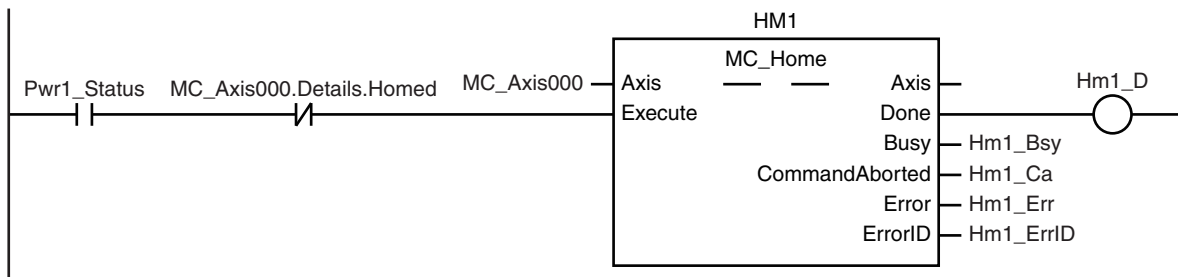 HM1
MC_Home
Pwr1_Status MC_Axis000.Details.Homed MC_Axis000 Axis Axis Hm1_D
Execute Done
Busy Hm1_Bsy
CommandAborted Hm1_Ca
Error Hm1_Err
ErrorID Hm1_ErrID